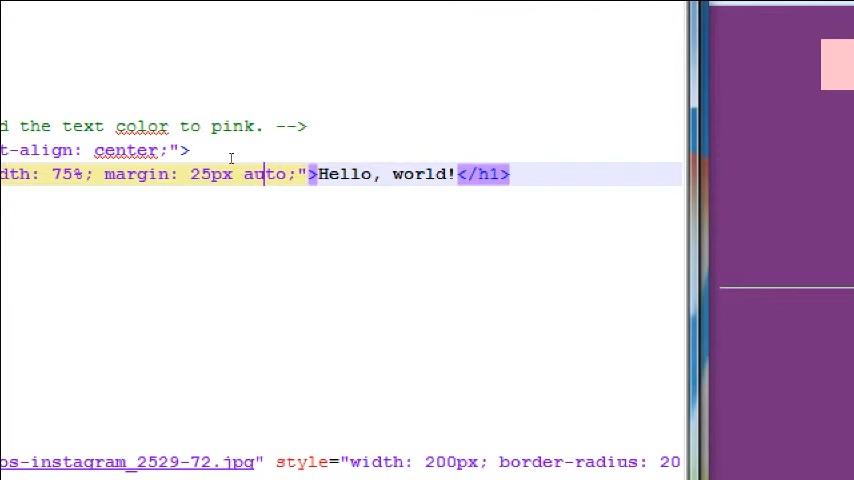 d the text color to pink. -->
t-align: center;">
dth: 75%; margin: 25px auto;">Hello, world!</h1>
os-instagram_2529-72.jpg" style="width: 200px; border-radius: 20